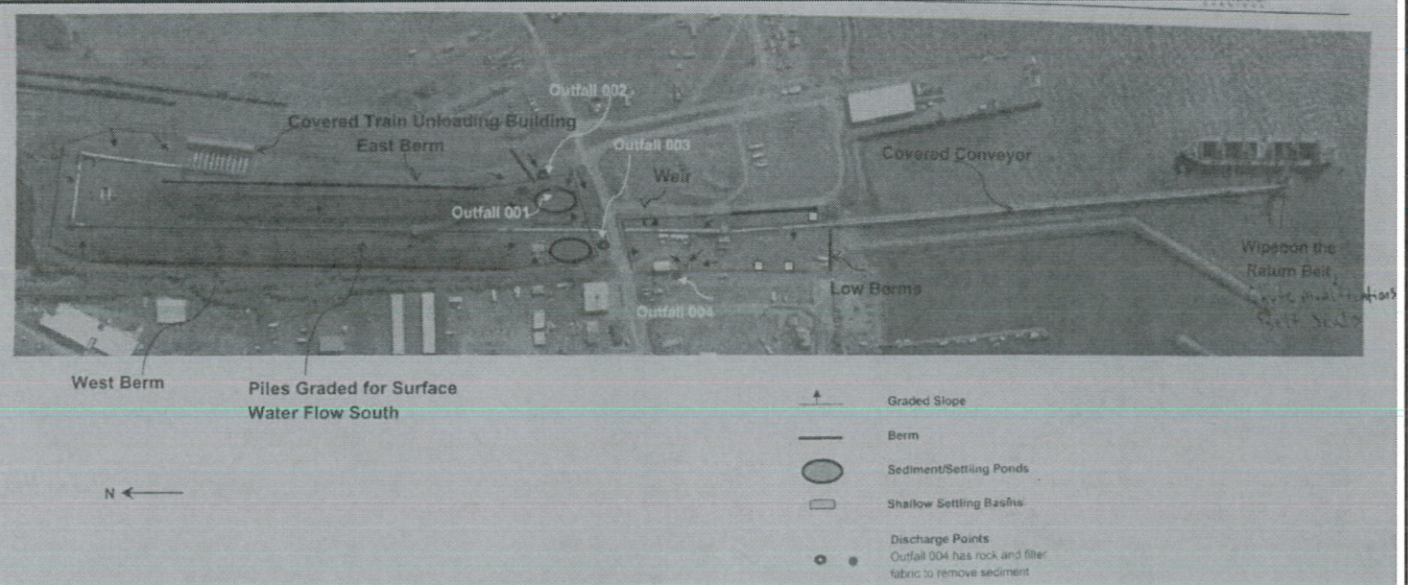 Outfall 002
Covered Train Unloading Building
East Berm
Outfall 003
Weir
Covered Conveyor
Outfall 001
Wipes on the
Return Belt,
Low Berms
Outfall 004
West Berm
Piles Graded for Surface
Water Flow South
Graded Slope
Berm
Sediment/Settling Ponds
Shallow Settling Basins
N
Discharge Points
Outfall 004 has rock and filter
fabric to remove sediment